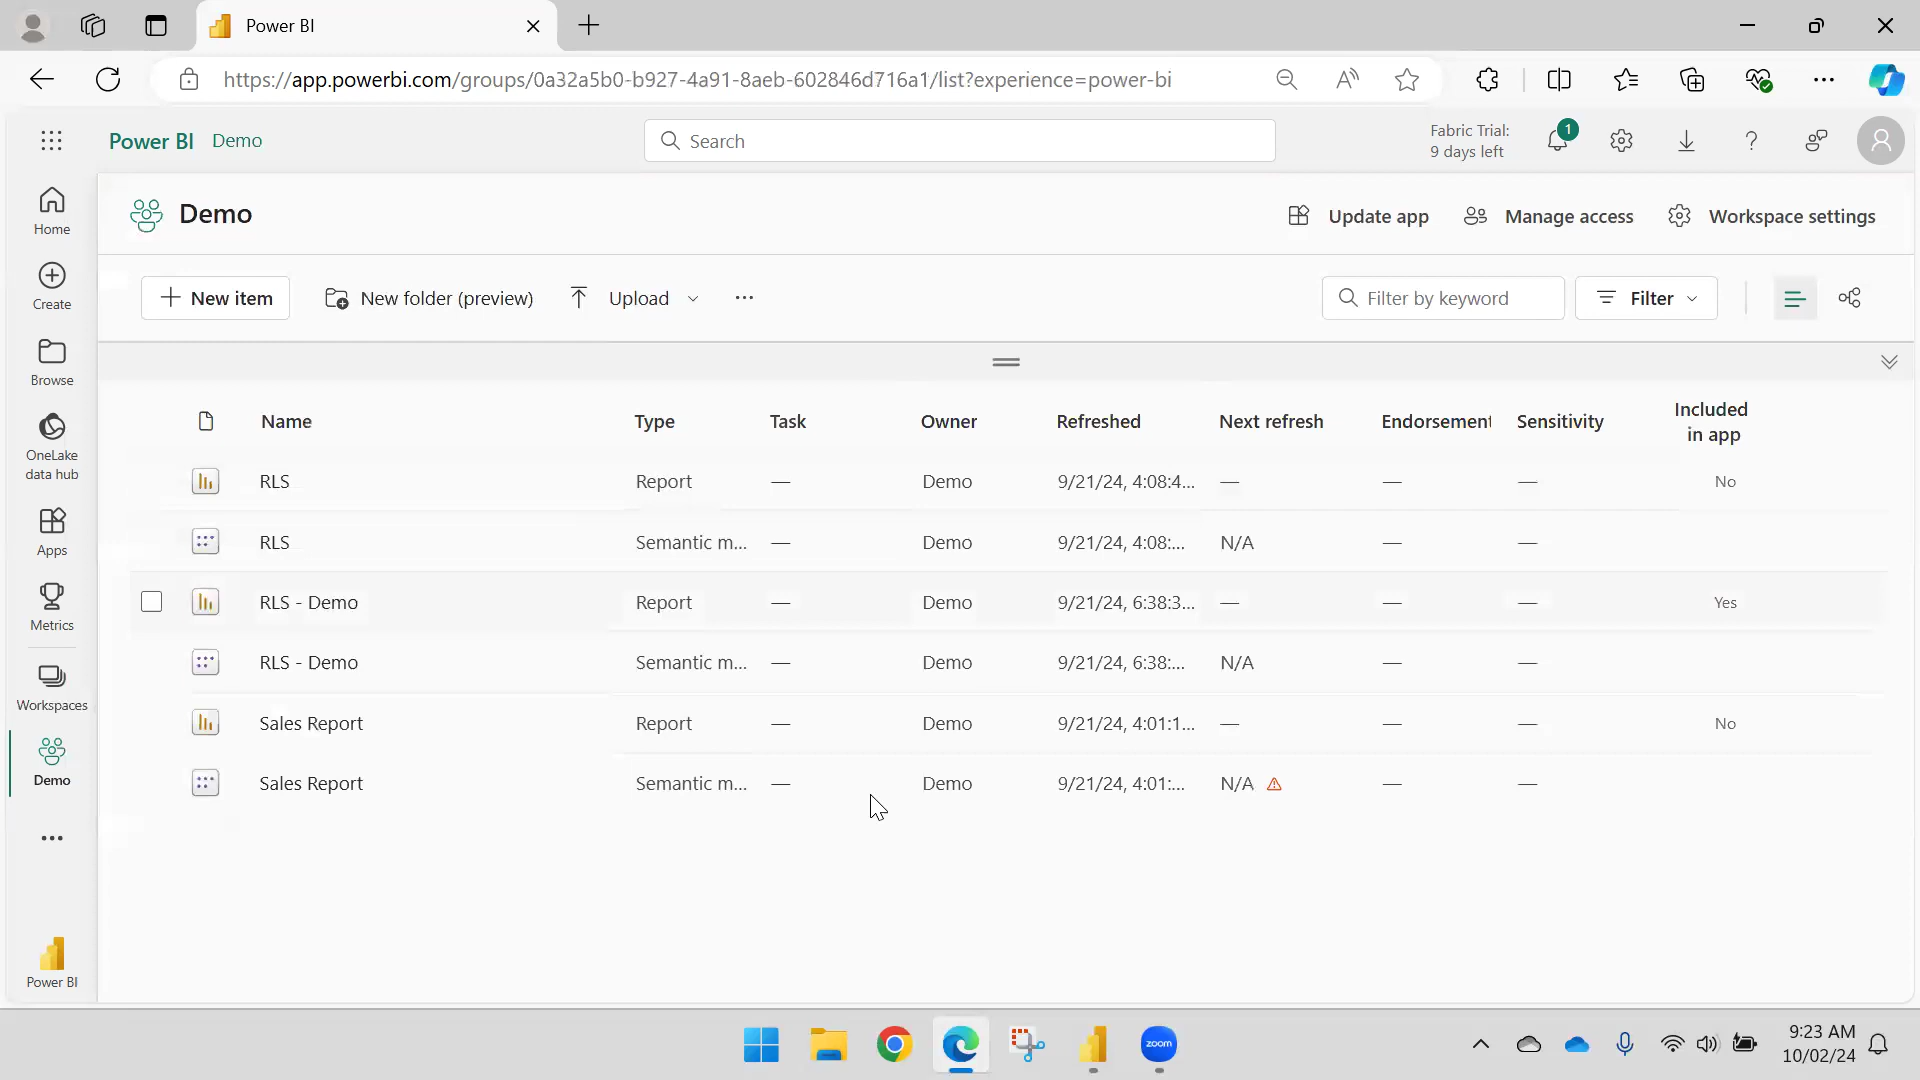 Power BI
https://app.powerbi.com/groups/0a32a5b0-b927-4a91-8aeb-602846d716a1/list?experience=power-bi
Power BI Demo
Search
Fabric Trial:
9 days left
1
Home
Create
Browse
OneLake
data hub
Apps
Metrics
Workspaces
Demo
Power BI
Demo
Update app
Manage access
Workspace settings
New item
New folder (preview)
Upload
Filter by keyword
Filter
Name Type Task Owner Refreshed Next refresh Endorsement Sensitivity Included
in app
RLS Report — Demo 9/21/24, 4:08:4... — — — No
RLS Semantic m... — Demo 9/21/24, 4:08:... N/A — —
RLS - Demo Report — Demo 9/21/24, 6:38:3... — — — Yes
RLS - Demo Semantic m... — Demo 9/21/24, 6:38:... N/A — —
Sales Report Report — Demo 9/21/24, 4:01:1... — — — No
Sales Report Semantic m... — Demo 9/21/24, 4:01:... N/A — —
zoom
9:23 AM
10/02/24